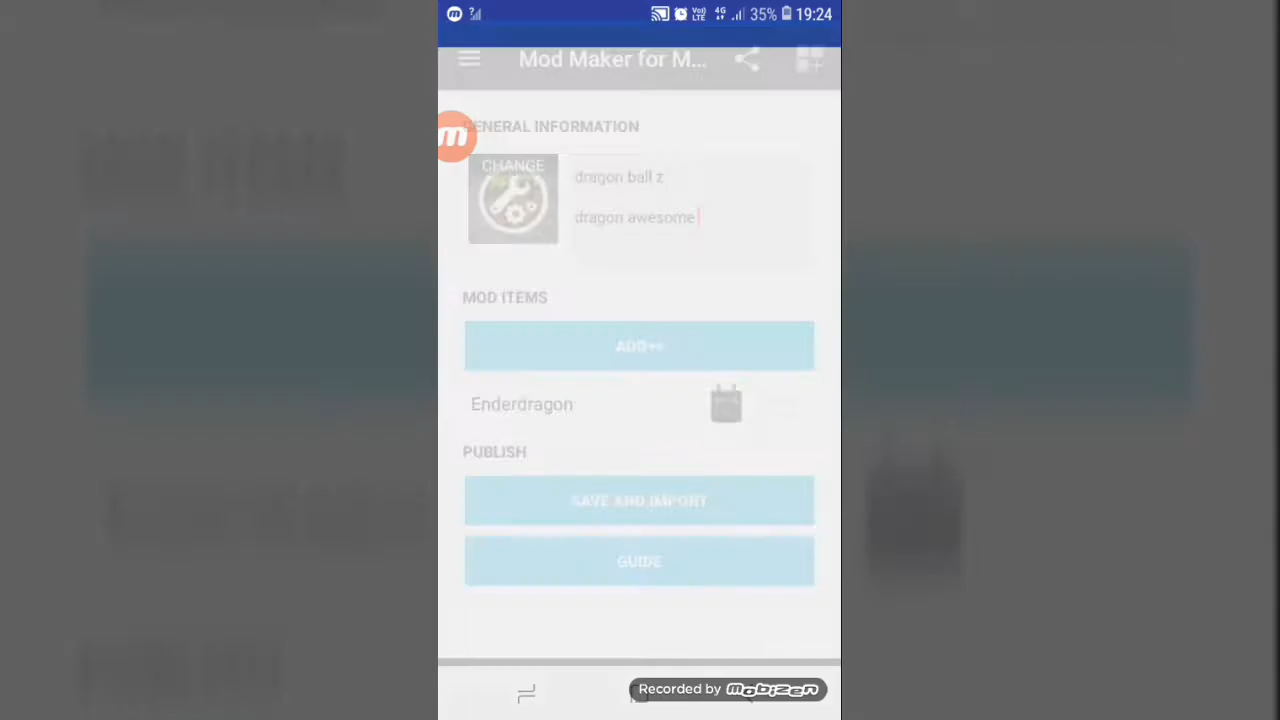 35% 19:24
Mod Maker for M...
GENERAL INFORMATION
CHANGE
dragon ball z
dragon awesome
MOD ITEMS
ADD++
Enderdragon
PUBLISH
SAVE AND IMPORT
GUIDE
Recorded by Mobizen